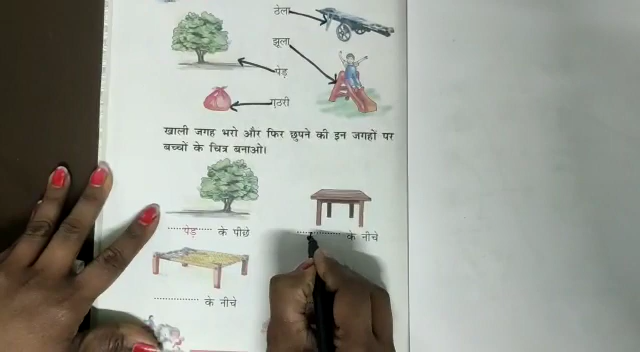 ठेला
झूला
पेड़
गठरी
खाली जगह भरो और फिर छुपने की इन जगहों पर
बच्चों के चित्र बनाओ।
पेड़ के पीछे
के नीचे
के नीचे